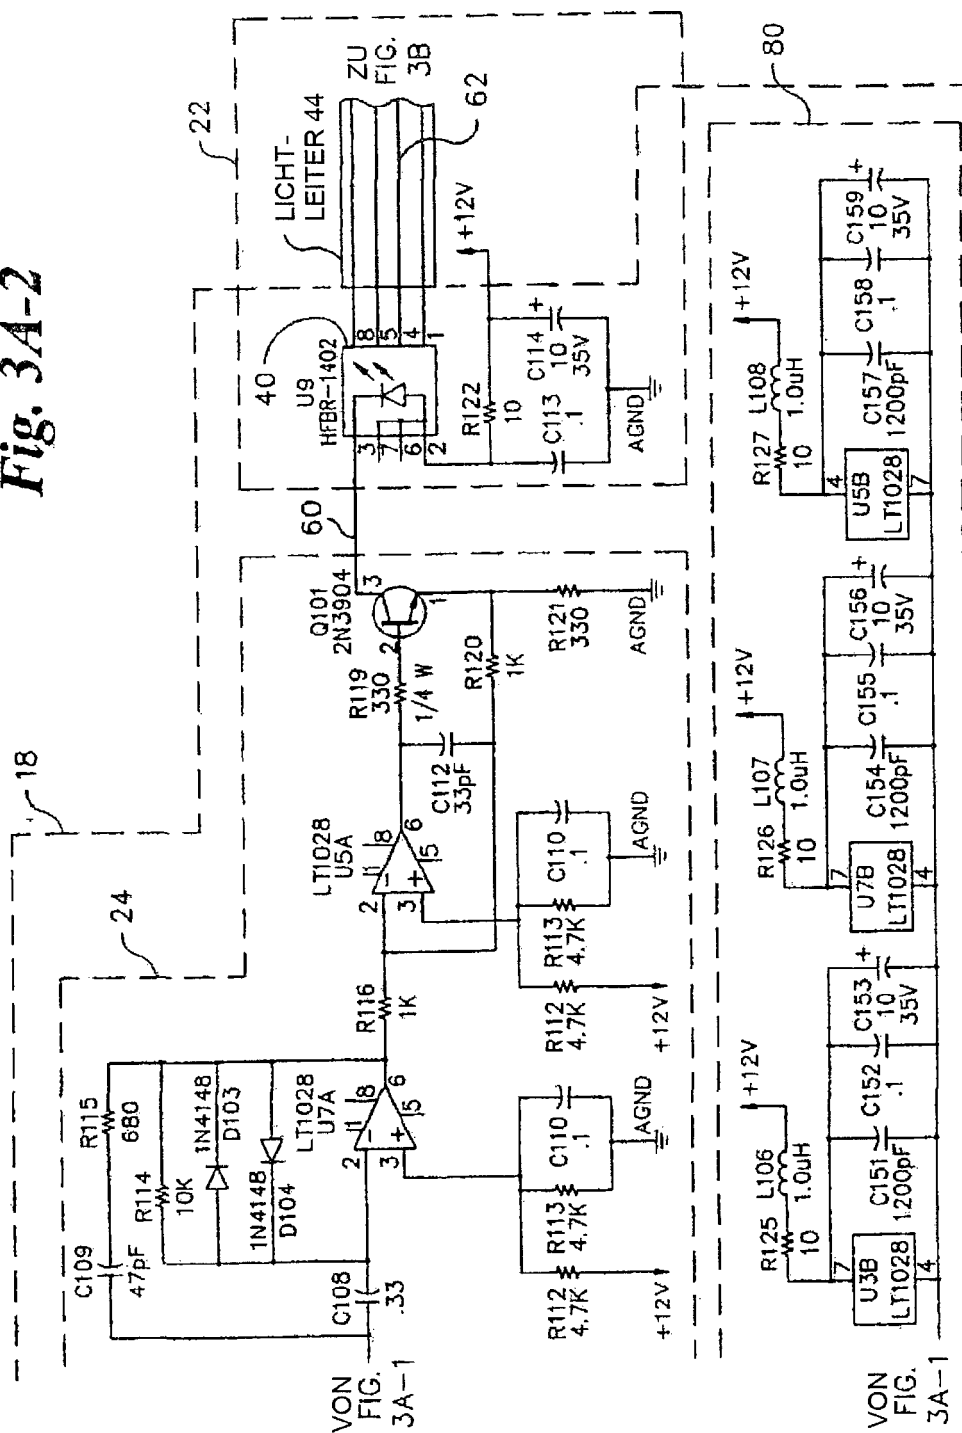 Fig. 3A-2
18
24
22
LICHT-
LEITER 44
ZU
FIG.
3B
62
40
U9
HFBR-1402
8
5
4
1
3
7
6
2
60
R122
10
C113
.1
C114
10
35V
+
+12V
AGND
Q101
2N3904
3
2
1
R119
330
1/4 W
R120
1K
R121
330
AGND
C112
33pF
LT1028
U5A
1
8
6
5
2
3
−
+
R116
1K
R113
4.7K
C110
.1
R112
4.7K
+12V
AGND
C109
47pF
R115
680
R114
10K
1N4148
D103
1N4148
D104
LT1028
U7A
1
8
6
5
2
3
−
+
C108
.33
R113
4.7K
C110
.1
R112
4.7K
+12V
AGND
VON
FIG.
3A-1
80
+12V
R125
10
L106
1.0uH
7
U3B
LT1028
4
C151
1200pF
C152
.1
C153
10
35V
+
+12V
R126
10
L107
1.0uH
7
U7B
LT1028
4
C154
1200pF
C155
.1
C156
10
35V
+
+12V
R127
10
L108
1.0uH
4
U5B
LT1028
7
C157
1200pF
C158
.1
C159
10
35V
+
VON
FIG.
3A-1